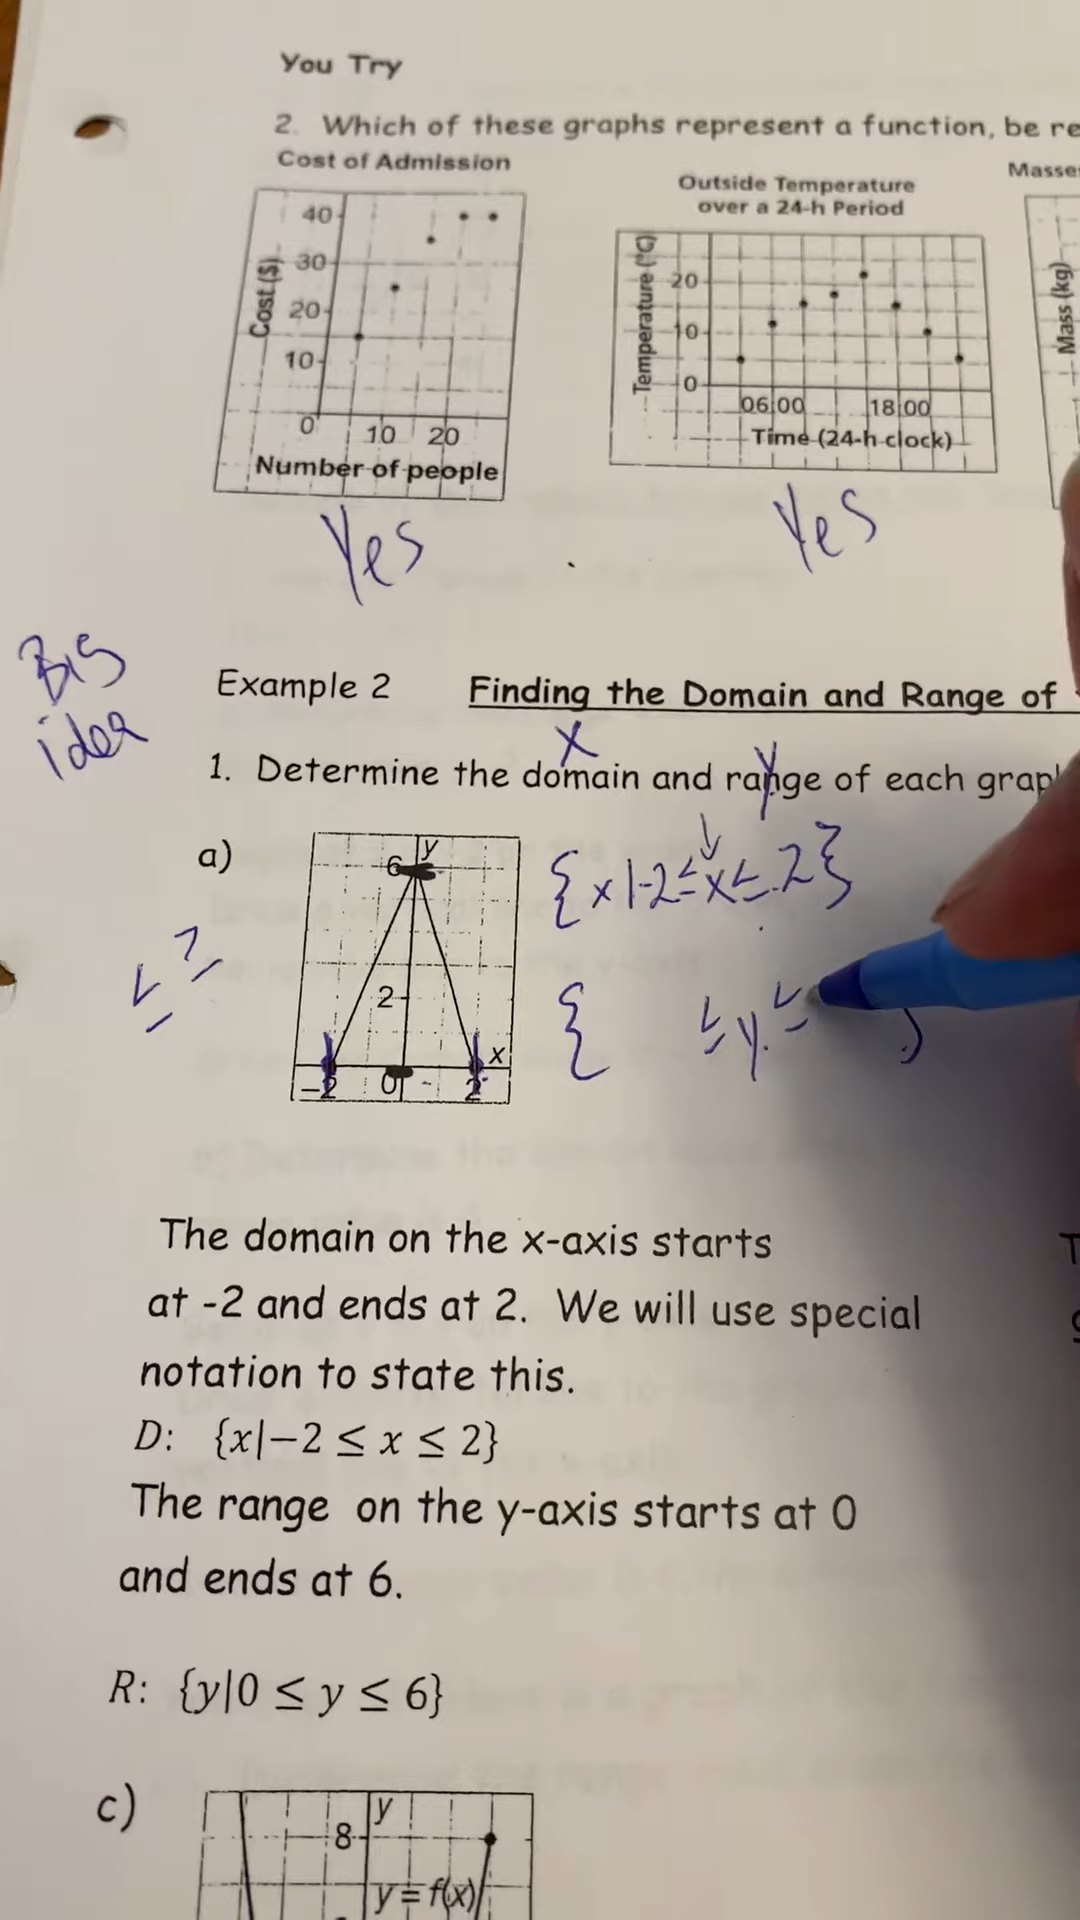 You Try
2. Which of these graphs represent a function, be re
Cost of Admission
Outside Temperature
over a 24-h Period
Masse
Cost ($)
40
30
20
10
0
10 20
Number of people
Temperature (°C)
20
10
0
06:00 18:00
Time (24-h clock)
Mass (kg)
Yes
Yes
Big
idea
Example 2 Finding the Domain and Range of
x y
1. Determine the domain and range of each grap
a)
y
6
2
x
-2 0 2
{x|-2≤x≤2}
≤ ≥
{ ≤y≤ }
The domain on the x-axis starts
at -2 and ends at 2. We will use special
notation to state this.
D: {x|−2 ≤ x ≤ 2}
The range on the y-axis starts at 0
and ends at 6.
R: {y|0 ≤ y ≤ 6}
c)
y
8
y = f(x)